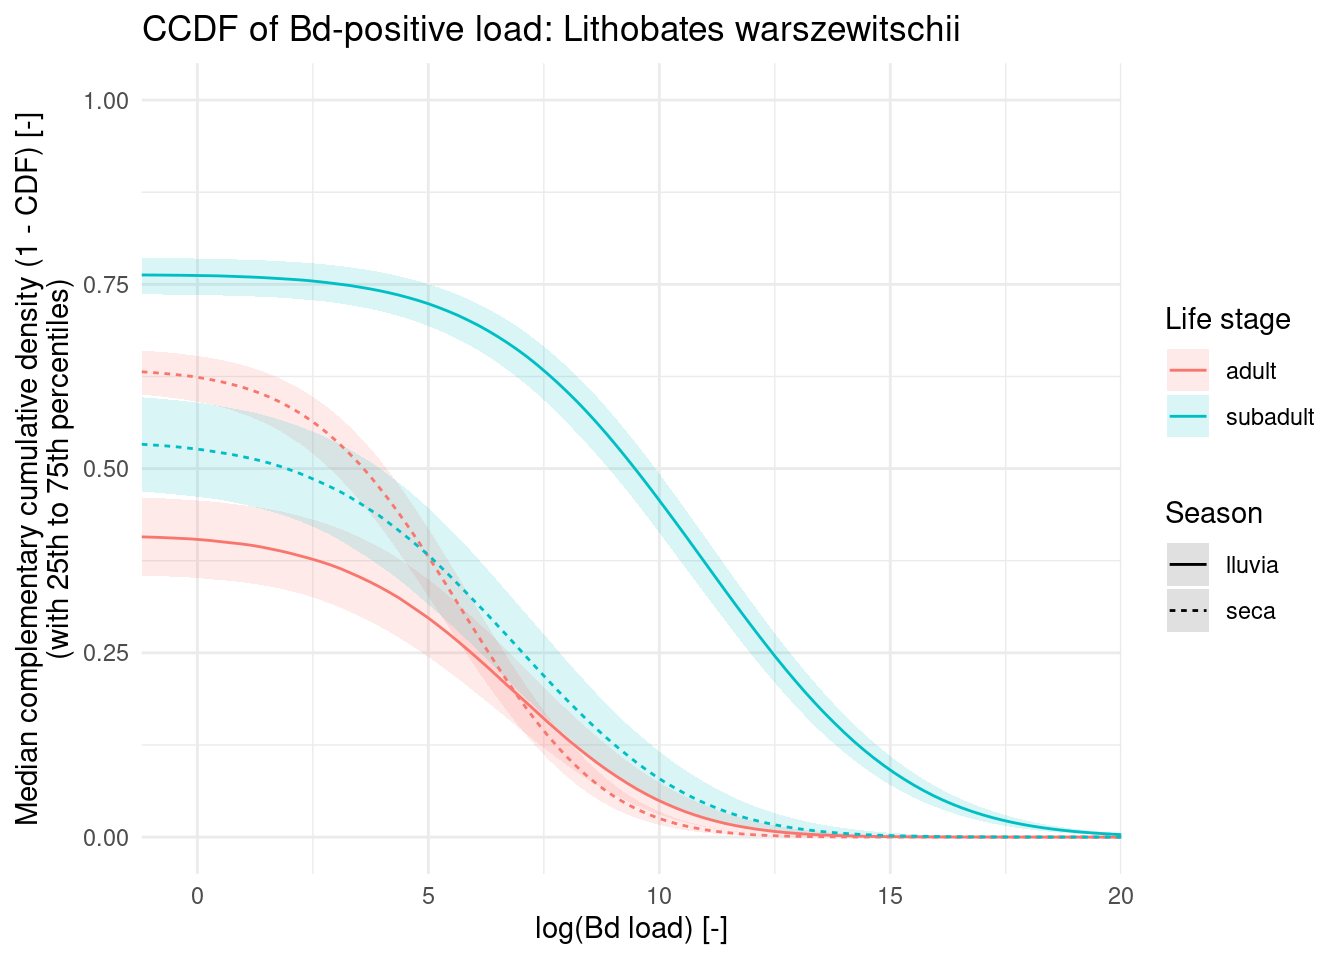 CCDF of Bd-positive load: Lithobates warszewitschii
Median complementary cumulative density (1 - CDF) [-]
(with 25th to 75th percentiles)
1.00
0.75
0.50
0.25
0.00
0
5
10
15
20
log(Bd load) [-]
Life stage
adult
subadult
Season
lluvia
seca